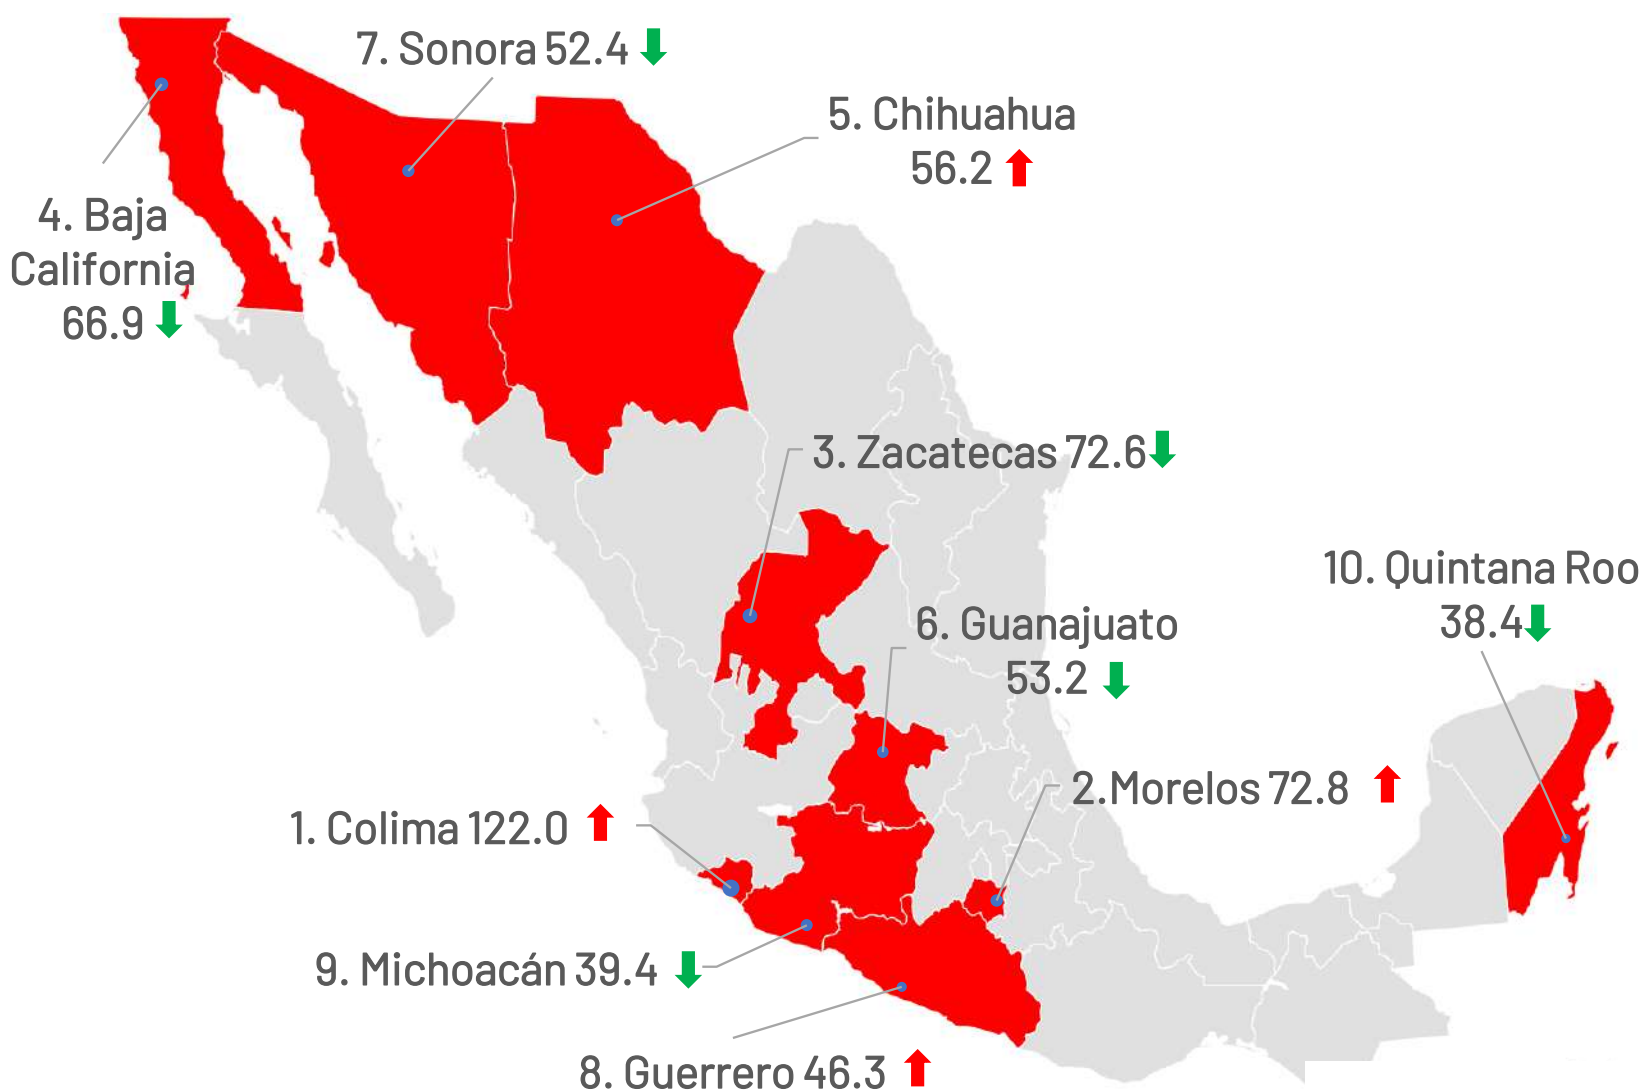 7. Sonora 52.4
5. Chihuahua
56.2
4. Baja
California
66.9
3. Zacatecas 72.6
10. Quintana Roo
38.4
6. Guanajuato
53.2
2.Morelos 72.8
1. Colima 122.0
9. Michoacán 39.4
8. Guerrero 46.3